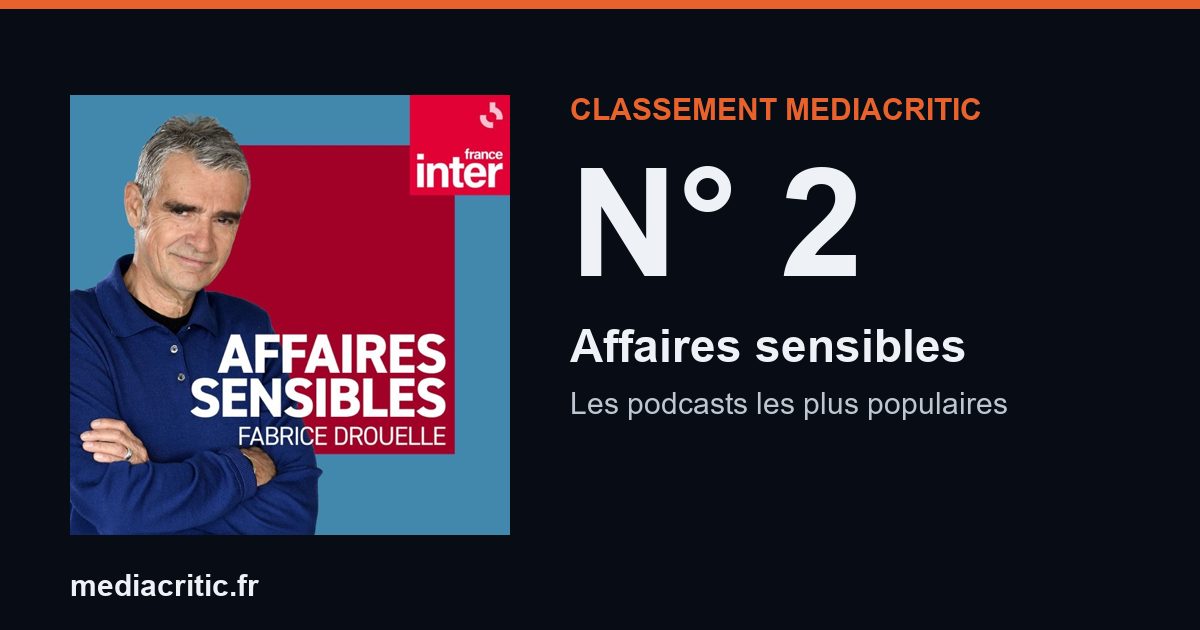 france
inter
AFFAIRES
SENSIBLES
FABRICE DROUELLE
CLASSEMENT MEDIACRITIC
N° 2
Affaires sensibles
Les podcasts les plus populaires
mediacritic.fr